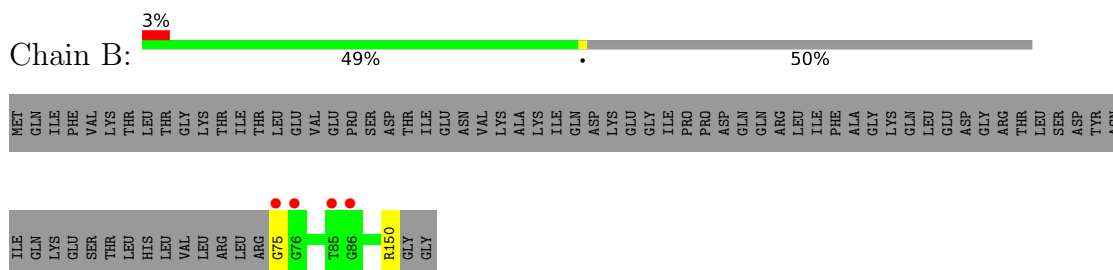 3%
Chain B:
49%
•
50%
MET GLN ILE PHE VAL LYS THR LEU THR GLY LYS THR ILE THR LEU GLU VAL GLU PRO SER ASP THR ILE GLU ASN VAL LYS ALA LYS ILE GLN ASP LYS GLU GLY ILE PRO PRO ASP GLN GLN ARG LEU ILE PHE ALA GLY LYS GLN LEU GLU ASP GLY ARG THR LEU SER ASP TYR ASN
ILE GLN LYS GLU SER THR LEU HIS LEU VAL LEU ARG LEU ARG G75 G76 T85 G86 R150 GLY GLY